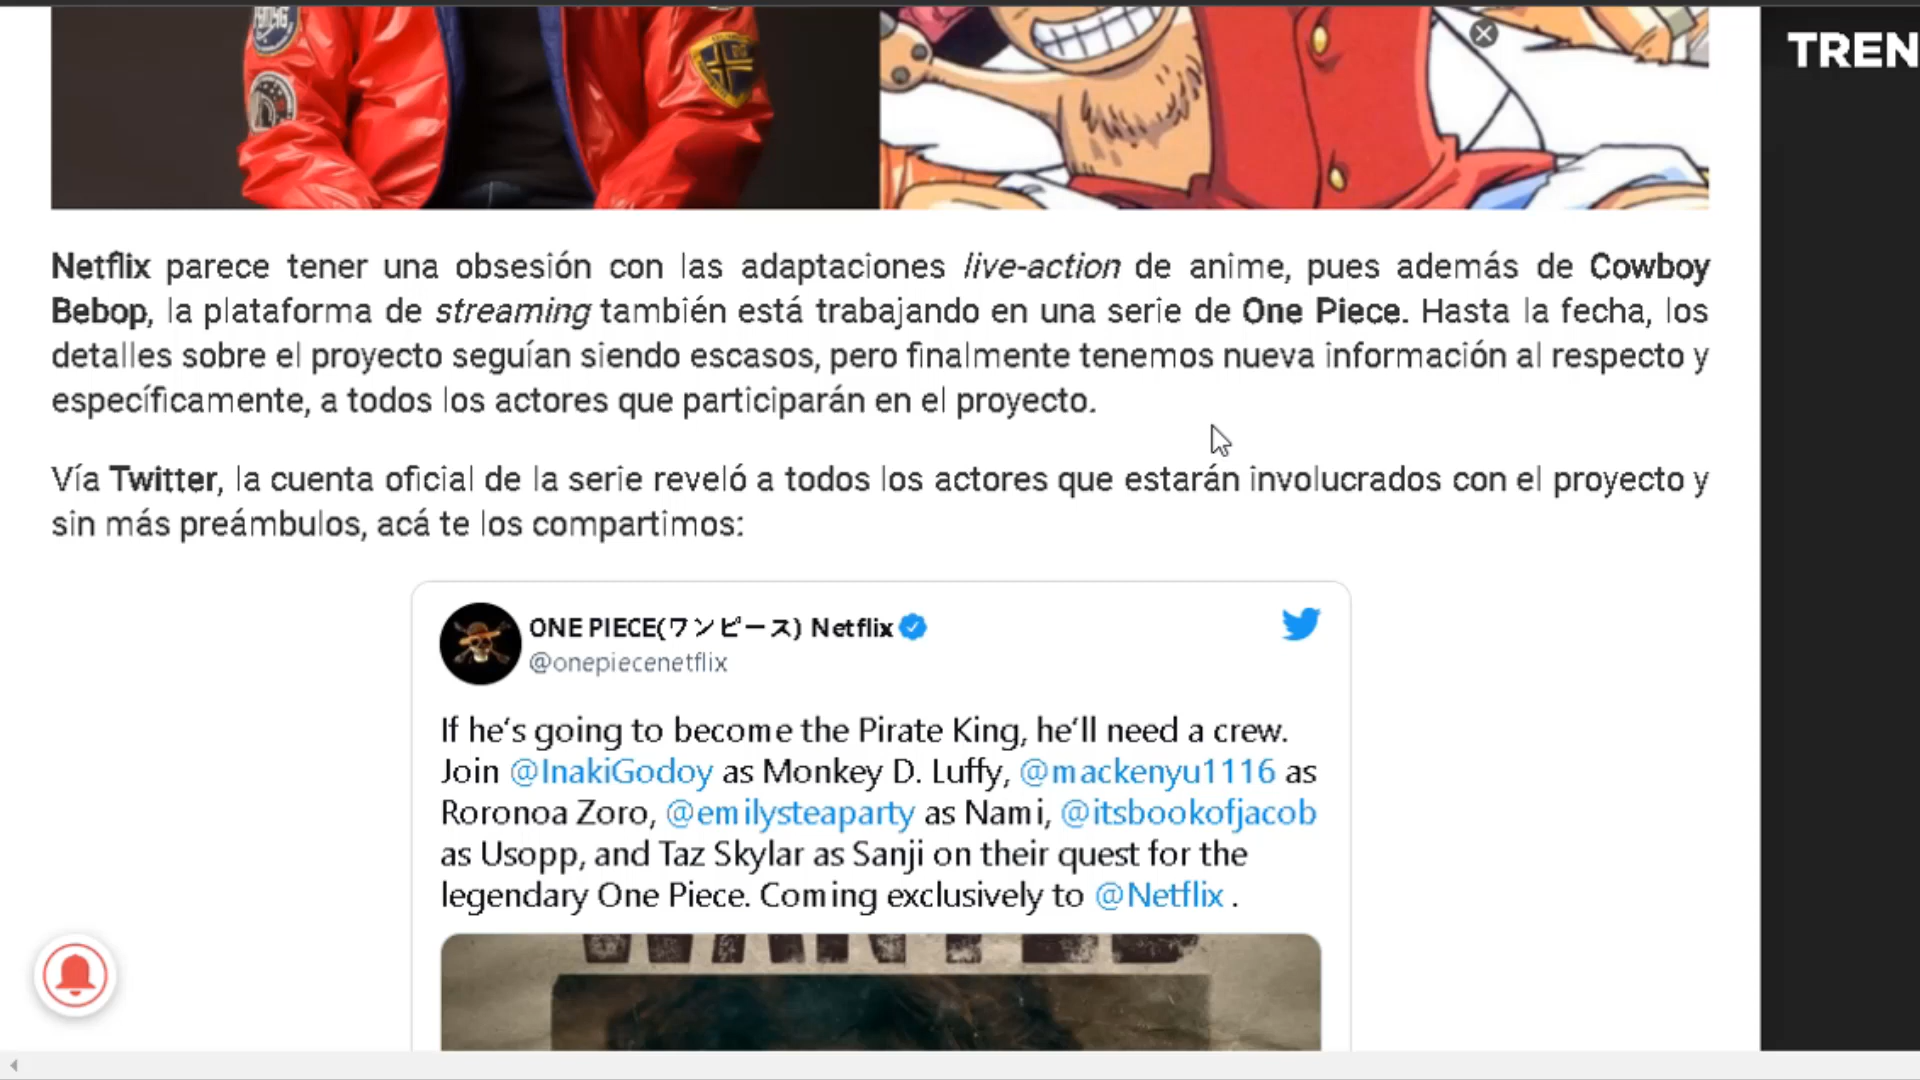 TREN
Netflix parece tener una obsesión con las adaptaciones live-action de anime, pues además de Cowboy
Bebop, la plataforma de streaming también está trabajando en una serie de One Piece. Hasta la fecha, los
detalles sobre el proyecto seguían siendo escasos, pero finalmente tenemos nueva información al respecto y
específicamente, a todos los actores que participarán en el proyecto.
Vía Twitter, la cuenta oficial de la serie reveló a todos los actores que estarán involucrados con el proyecto y
sin más preámbulos, acá te los compartimos:
ONE PIECE(ワンピース) Netflix
@onepiecenetflix
If he's going to become the Pirate King, he'll need a crew.
Join @InakiGodoy as Monkey D. Luffy, @mackenyu1116 as
Roronoa Zoro, @emilysteaparty as Nami, @itsbookofjacob
as Usopp, and Taz Skylar as Sanji on their quest for the
legendary One Piece. Coming exclusively to @Netflix .